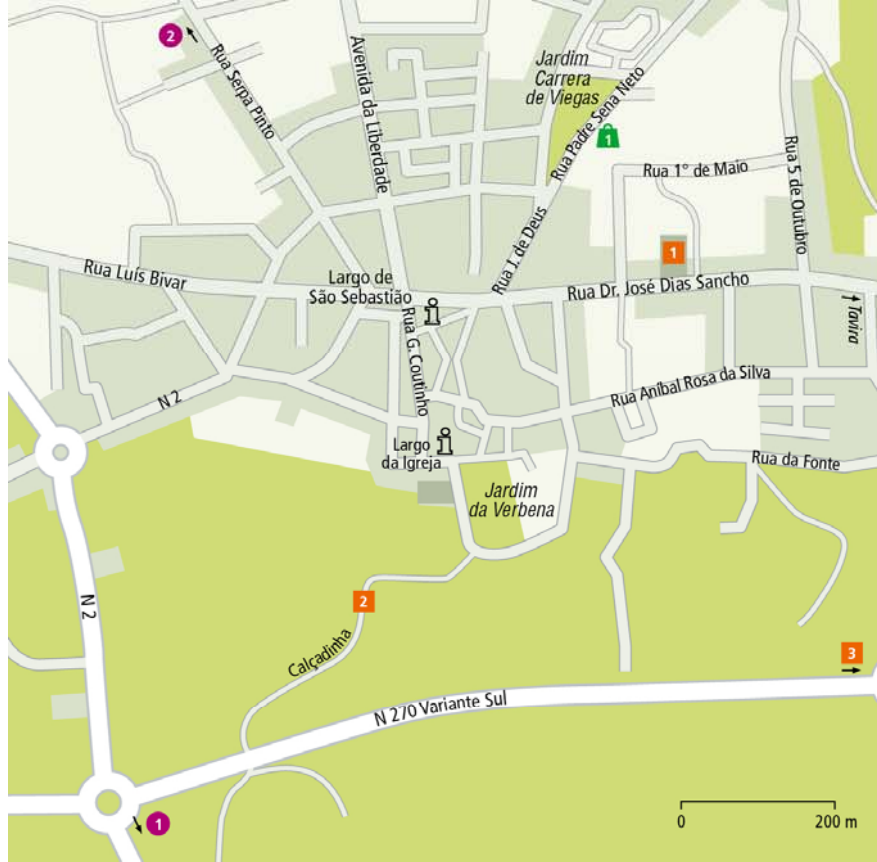 2
Rua Serpa Pinto
Avenida da Liberdade
Jardim
Carrera
de Viegas
Rua Padre Sena Neto
1
Rua 1° de Maio
Rua 5 de Outubro
Rua J. de Deus
1
Rua Luís Bivar
Largo de
São Sebastião
Rua Dr. José Dias Sancho
Tavira
Rua G. Coutinho
N 2
Rua Aníbal Rosa da Silva
Largo
da Igreja
Rua da Fonte
Jardim
da Verbena
N 2
2
Calçadinha
3
N 270 Variante Sul
1
0 200 m